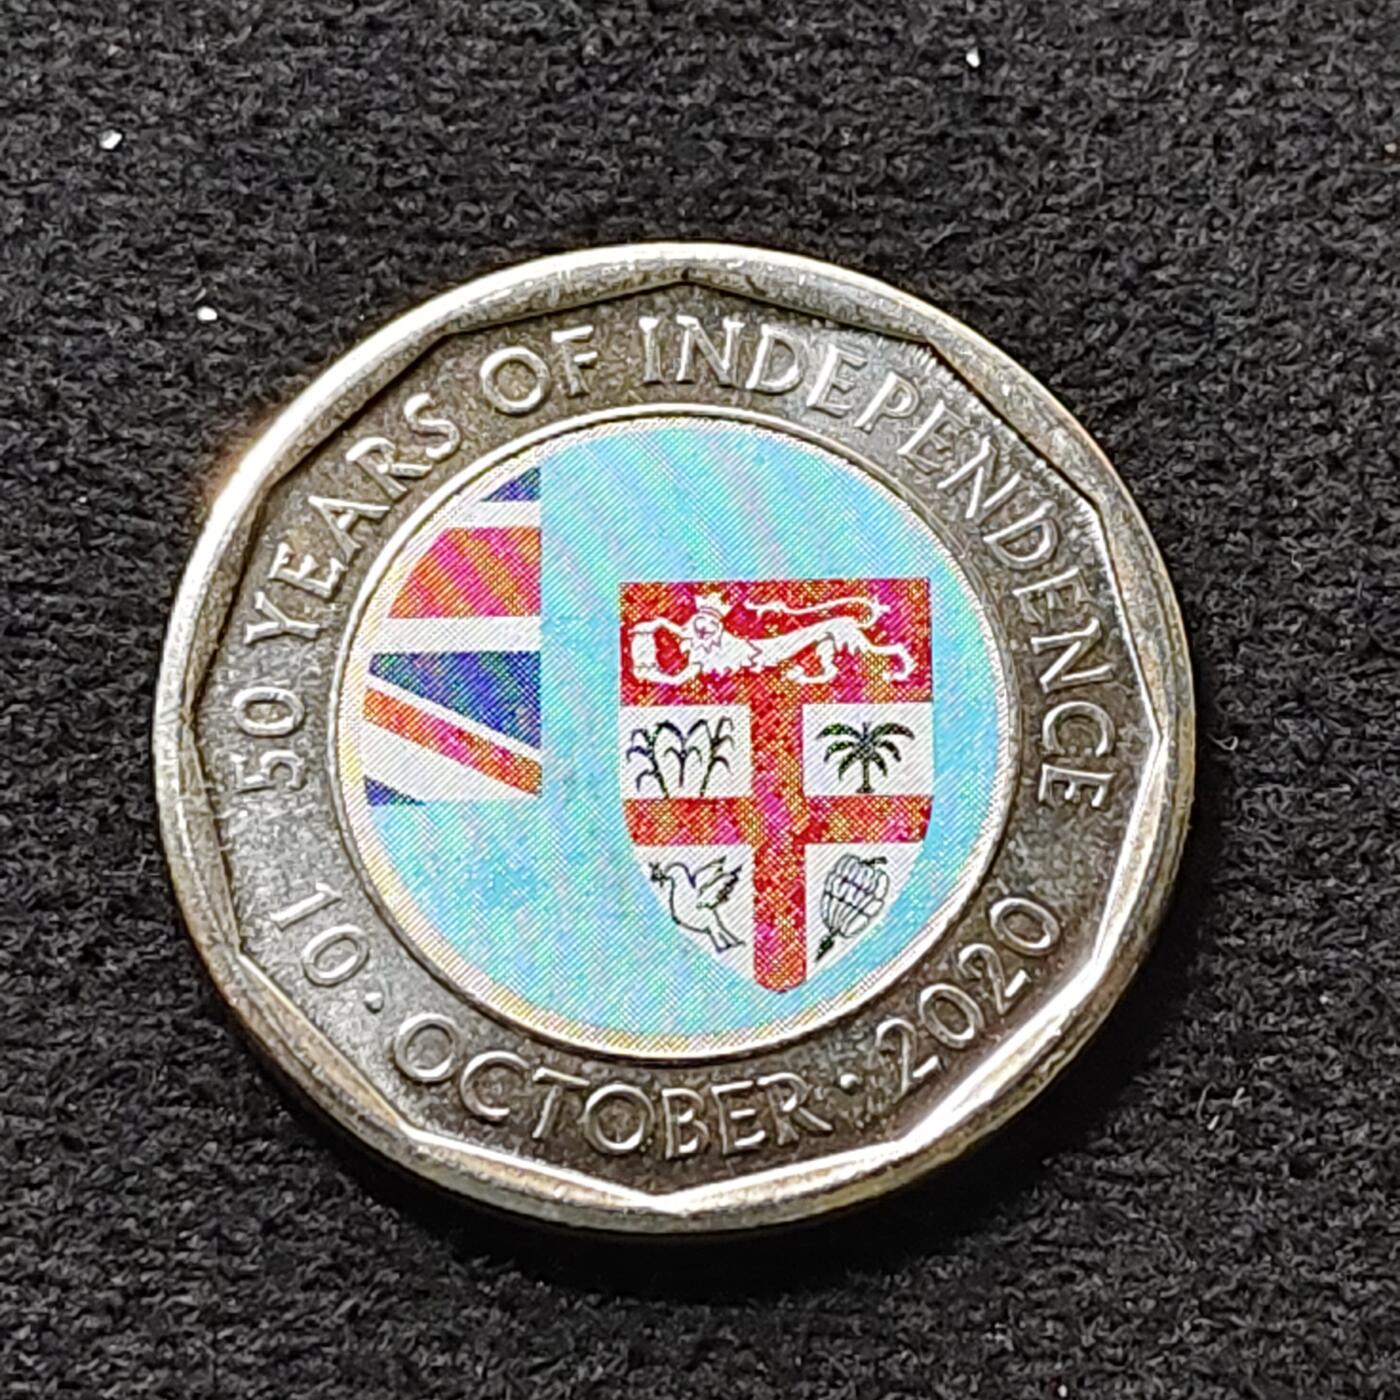 50 YEARS OF INDEPENDENCE
10 · OCTOBER · 2020